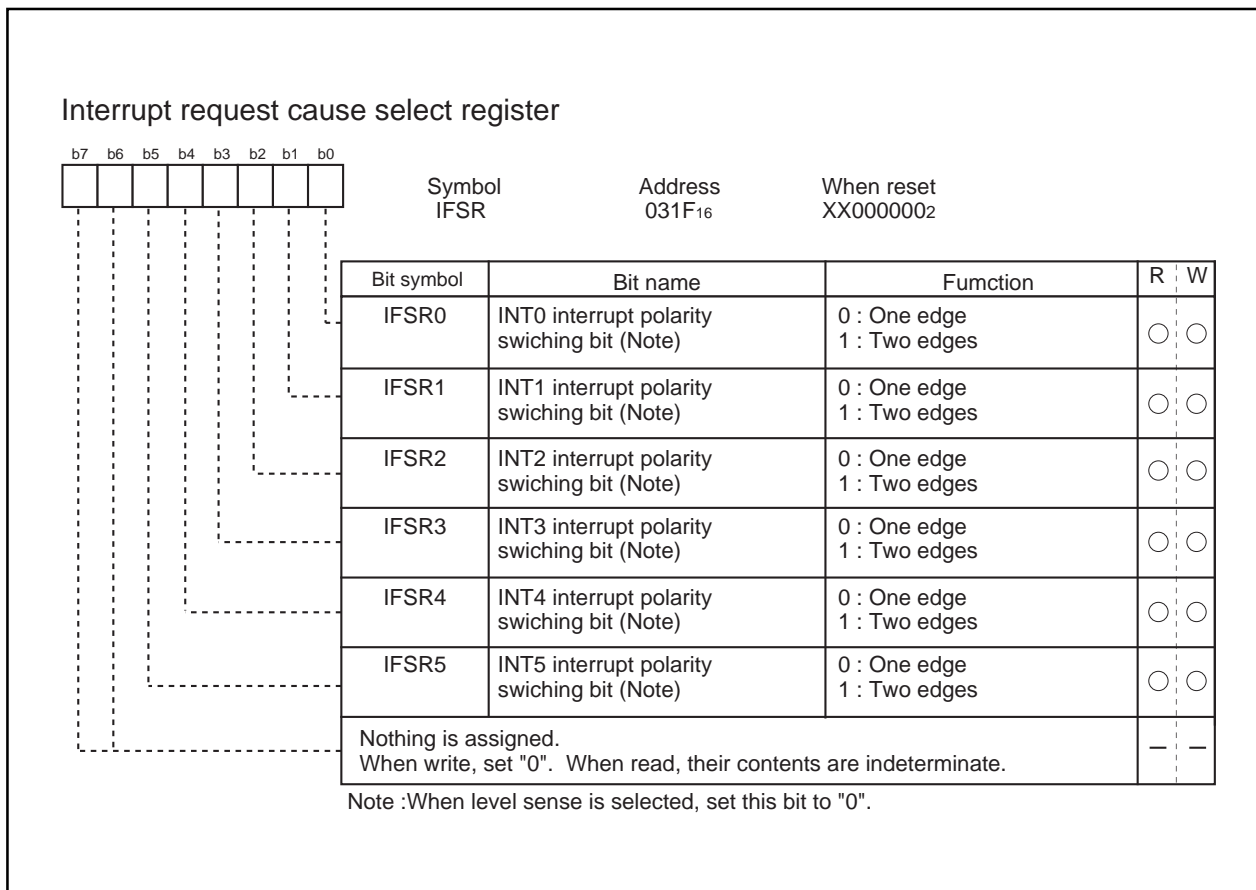 Interrupt request cause select register
b7 b6 b5 b4 b3 b2 b1 b0
Symbol Address When reset
IFSR 031F16 XX0000002
Bit symbol Bit name Fumction R W
IFSR0 INT0 interrupt polarity 0 : One edge
swiching bit (Note) 1 : Two edges
IFSR1 INT1 interrupt polarity 0 : One edge
swiching bit (Note) 1 : Two edges
IFSR2 INT2 interrupt polarity 0 : One edge
swiching bit (Note) 1 : Two edges
IFSR3 INT3 interrupt polarity 0 : One edge
swiching bit (Note) 1 : Two edges
IFSR4 INT4 interrupt polarity 0 : One edge
swiching bit (Note) 1 : Two edges
IFSR5 INT5 interrupt polarity 0 : One edge
swiching bit (Note) 1 : Two edges
Nothing is assigned.
When write, set "0". When read, their contents are indeterminate. – –
Note :When level sense is selected, set this bit to "0".